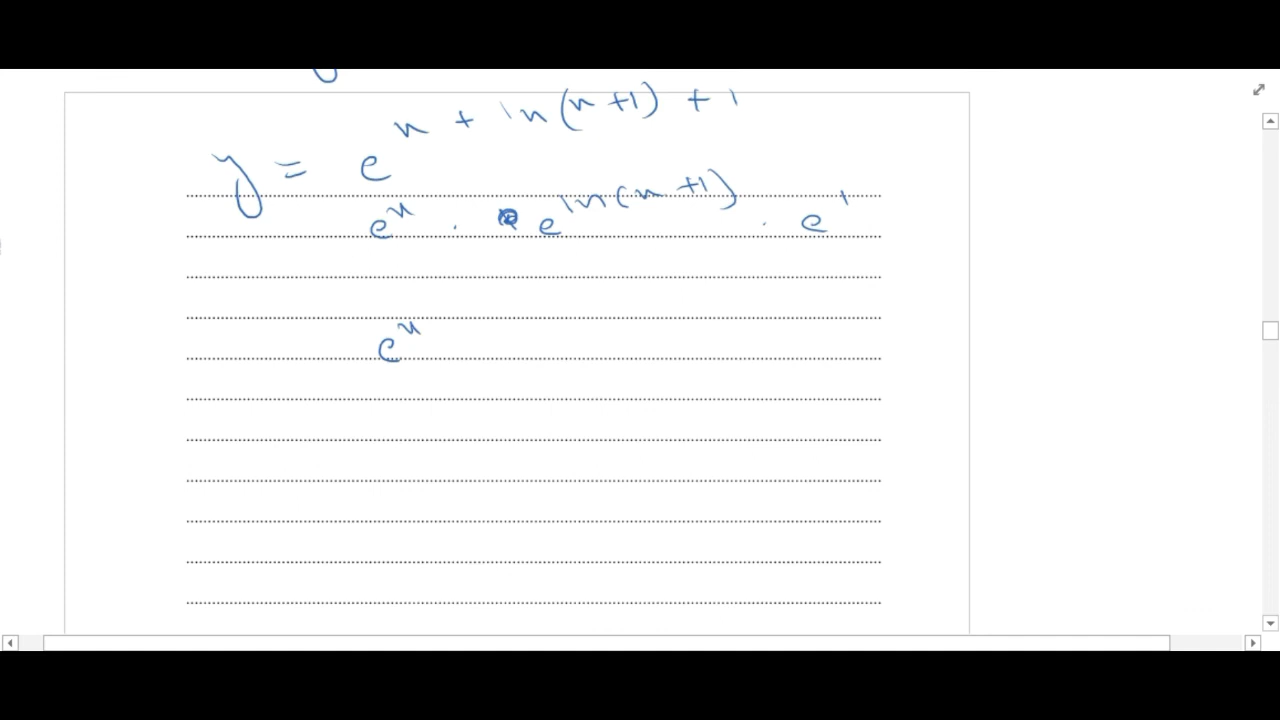 y = e^{x + ln(x+1) + 1}
e^x . e^{ln(x+1)} . e^1
e^x